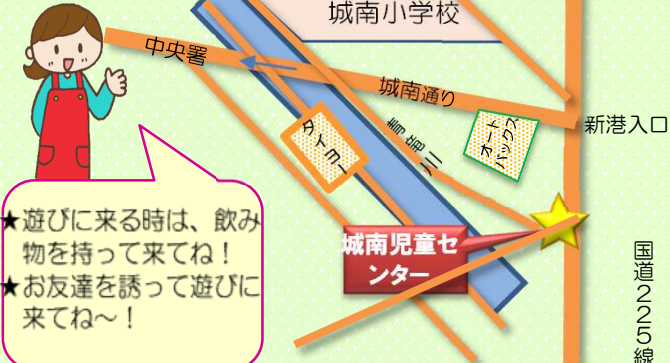 城南小学校
中央署
城南通り
新港入口
オート
バックス
タイヨー
清滝川
城南児童セ
ンター
国道225線
★遊びに来る時は、飲み
物を持って来てね！
★お友達を誘って遊びに
来てね～！